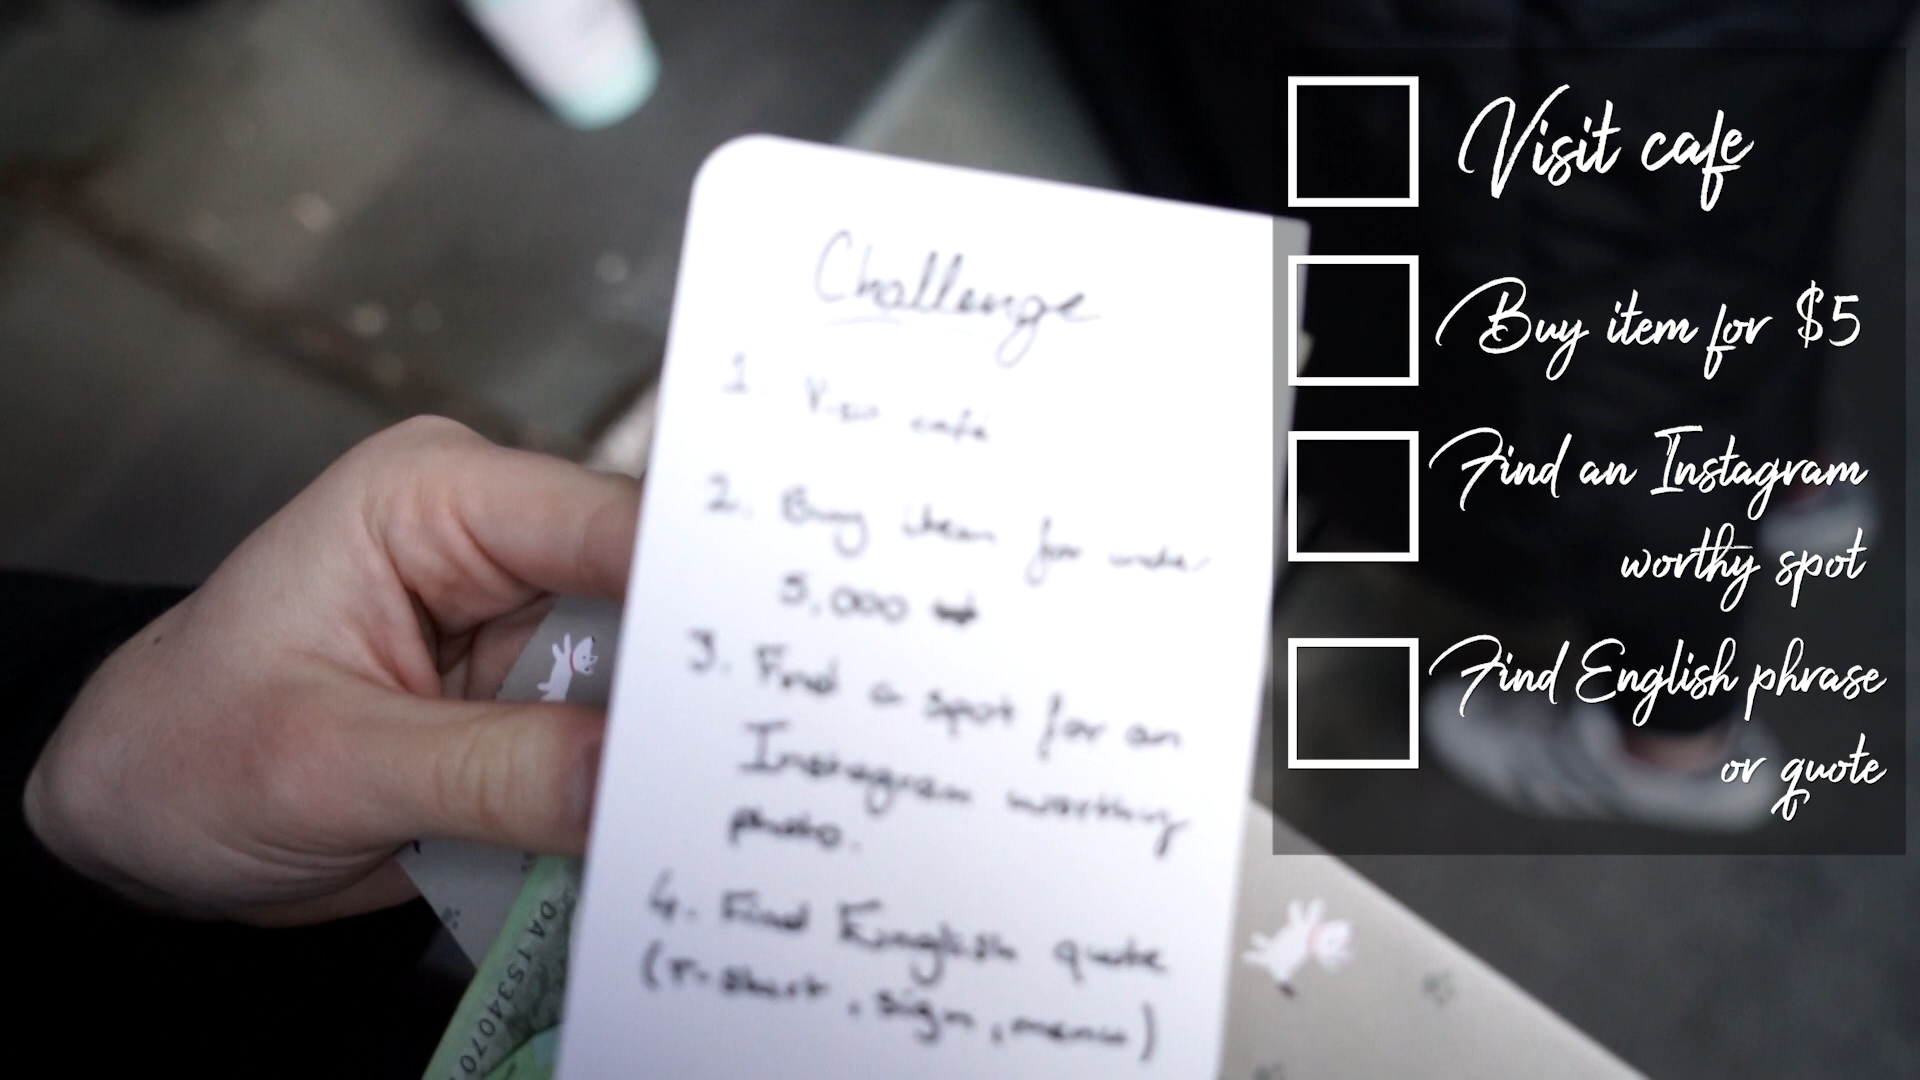 Challenge
1. Visit café
2. Buy item for under
5,000 ₩
3. Find a spot for an
Instagram worthy
photo.
4. Find English quote
(T-shirt, sign, menu)
Visit cafe
Buy item for $5
Find an Instagram
worthy spot
Find English phrase
or quote